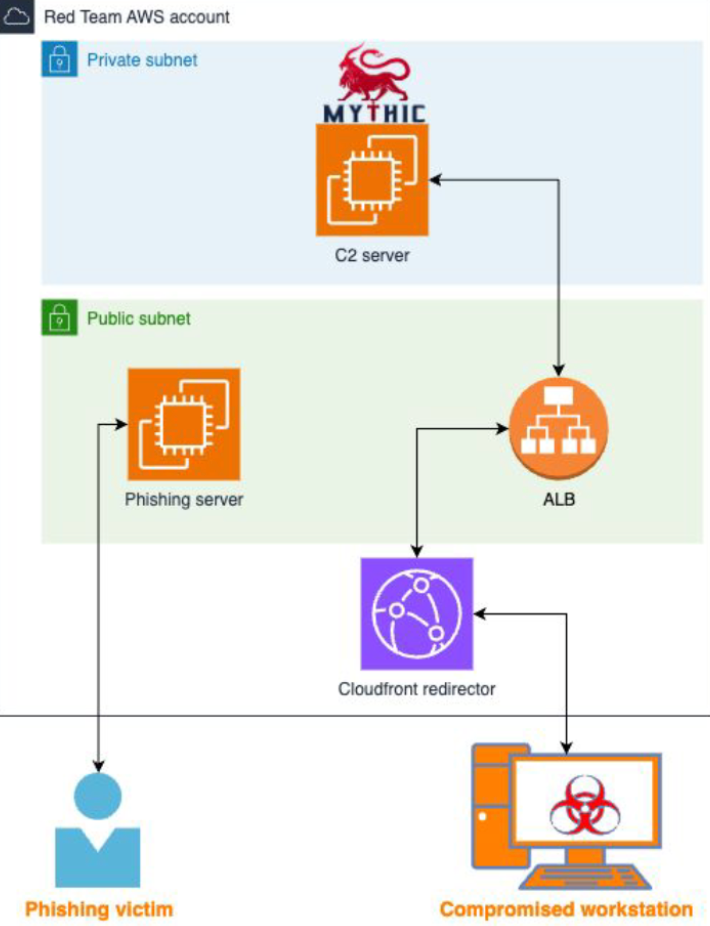 Red Team AWS account
Private subnet
MYTHIC
C2 server
Public subnet
Phishing server
ALB
Cloudfront redirector
Phishing victim
Compromised workstation